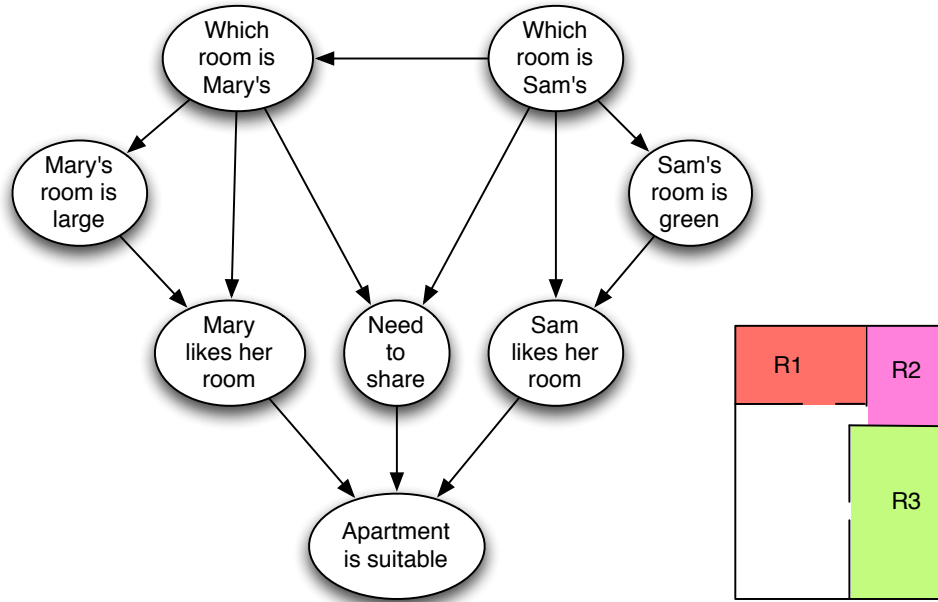 Which
room is
Mary's
Which
room is
Sam's
Mary's
room is
large
Sam's
room is
green
Mary
likes her
room
Need
to
share
Sam
likes her
room
Apartment
is suitable
R1
R2
R3